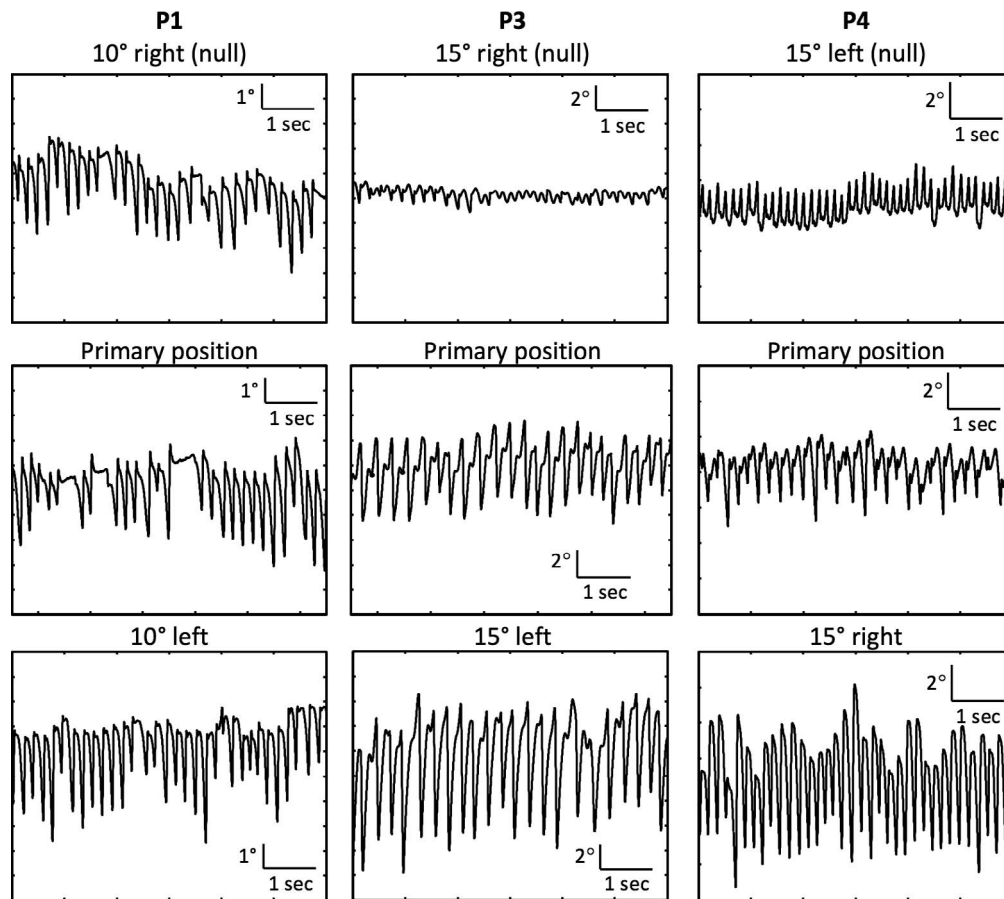 P1 P3 P4
10° right (null) 15° right (null) 15° left (null)
1° 2° 2°
1 sec 1 sec 1 sec
Primary position Primary position Primary position
1° 2°
1 sec 1 sec
2°
1 sec
10° left 15° left 15° right
2°
1 sec
1° 2°
1 sec 1 sec